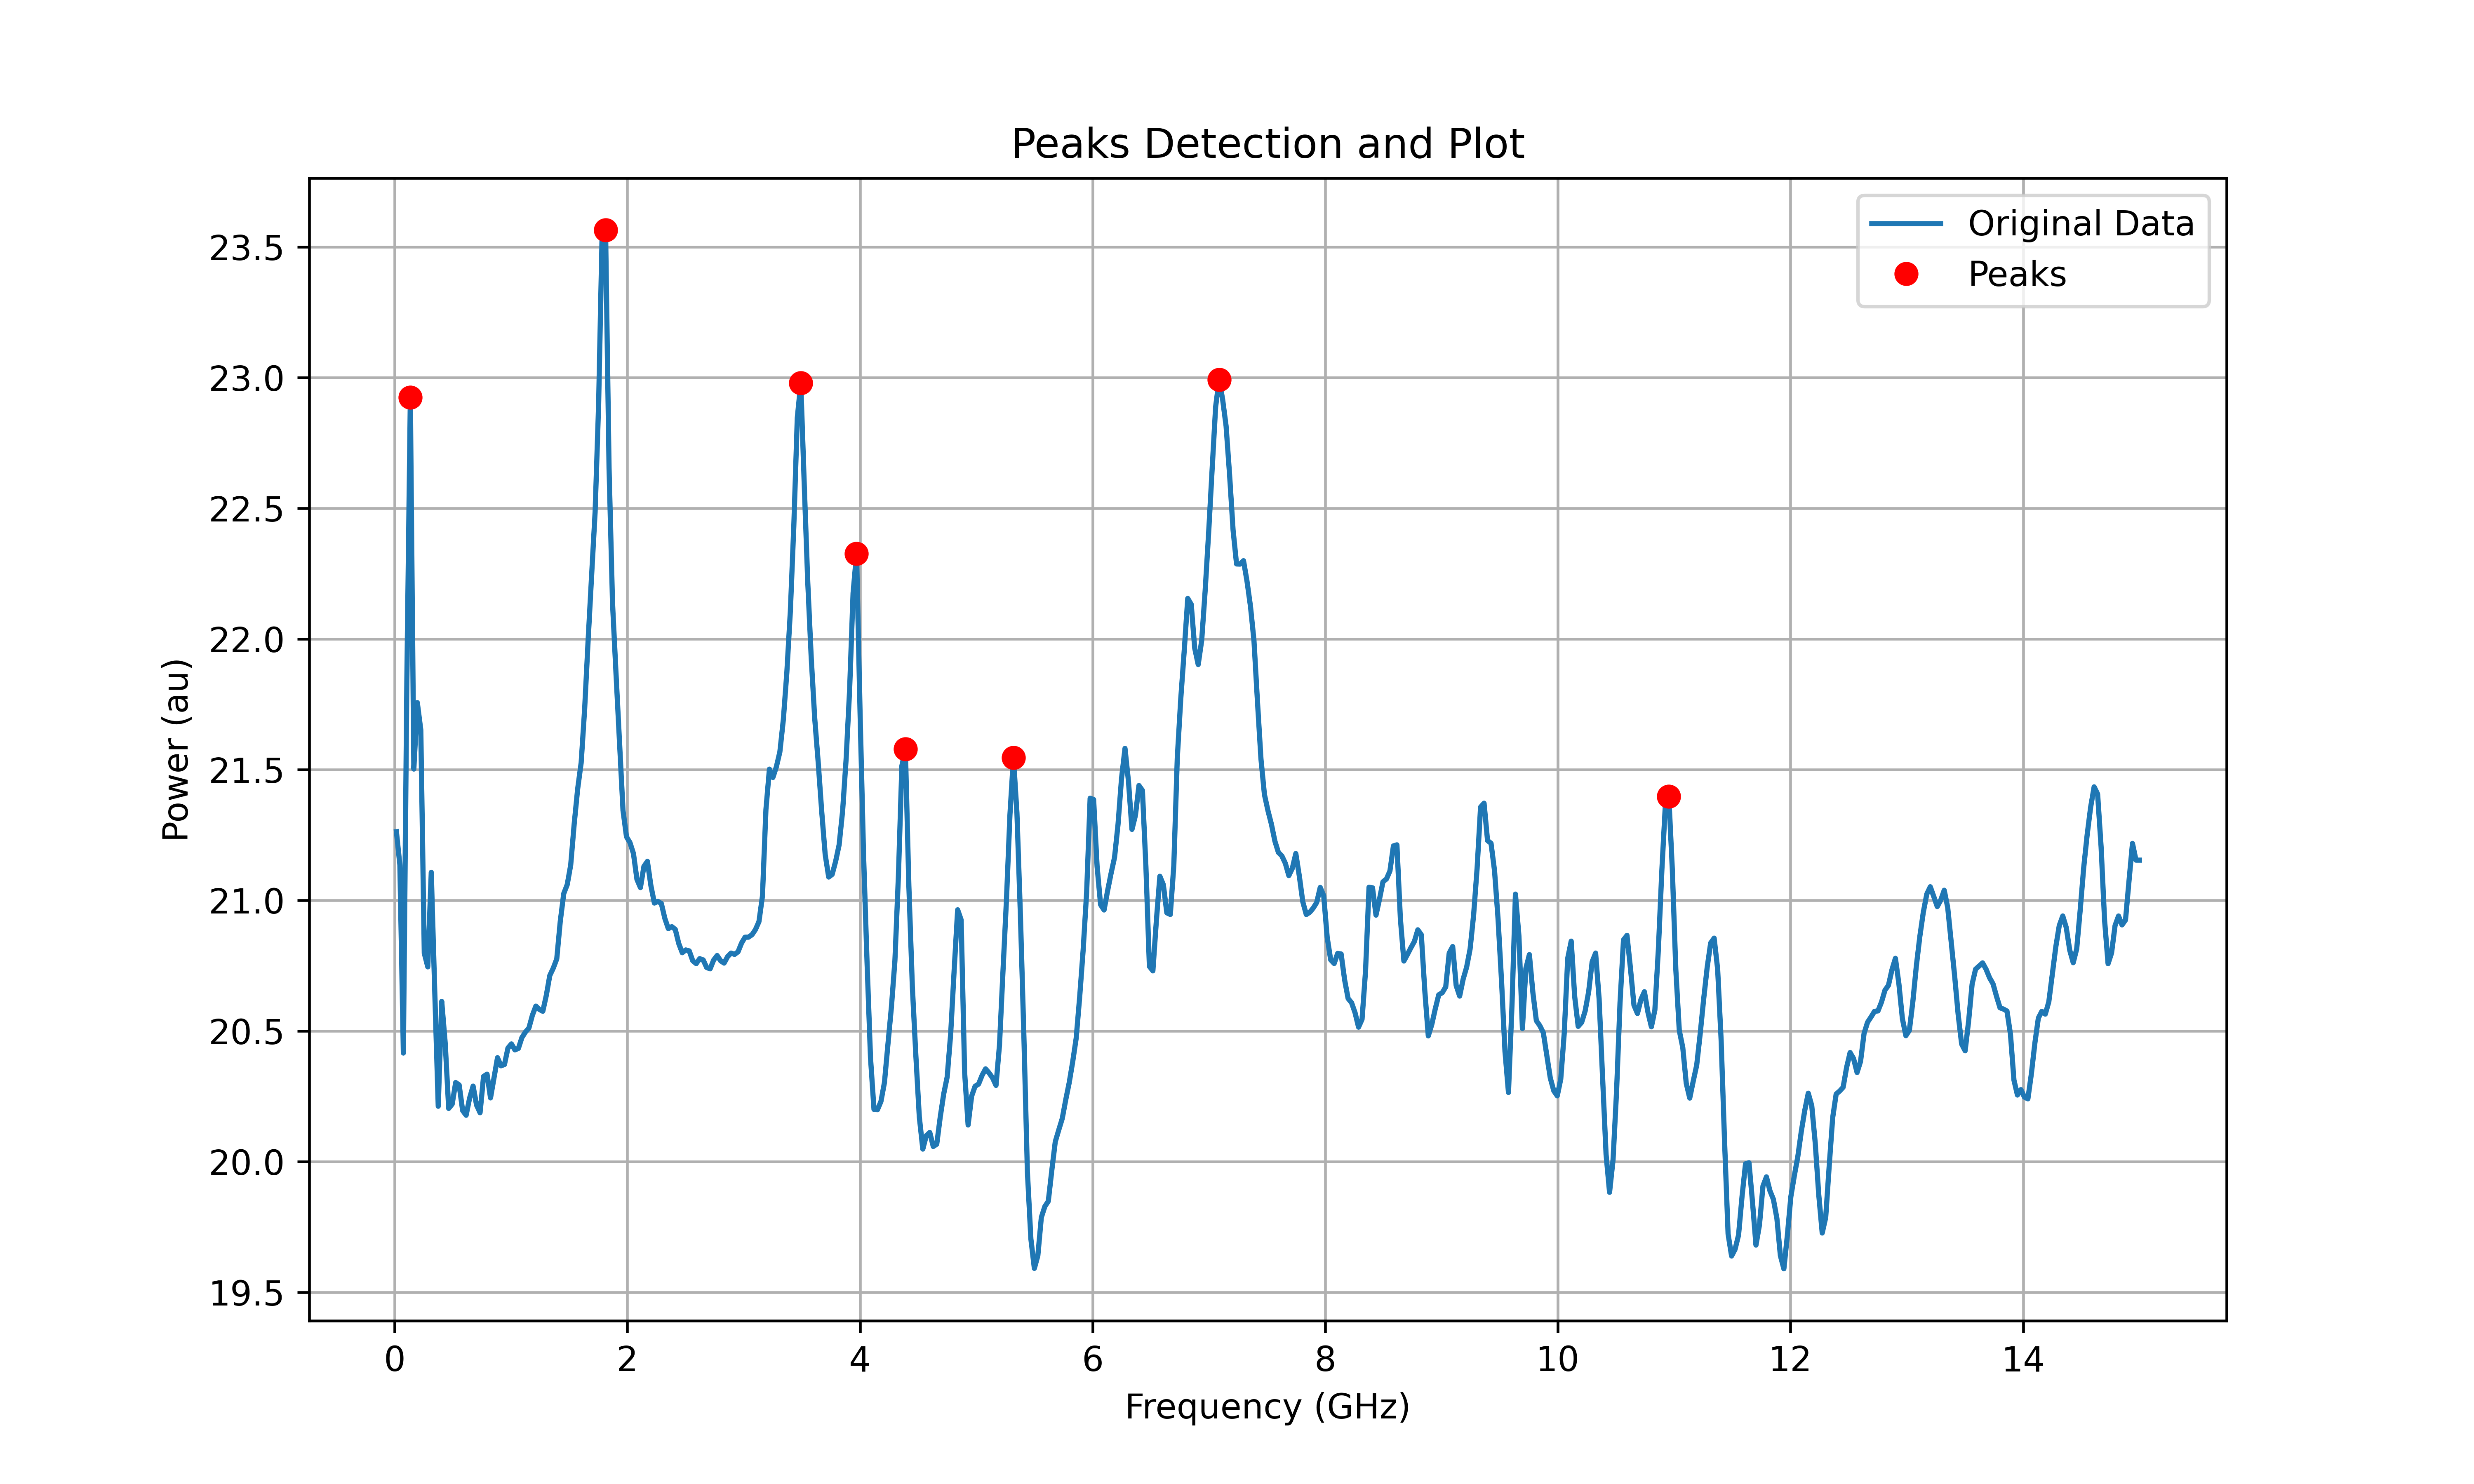 Peaks Detection and Plot
Original Data
Peaks
23.5
23.0
22.5
22.0
21.5
21.0
20.5
20.0
19.5
Power (au)
0 2 4 6 8 10 12 14
Frequency (GHz)